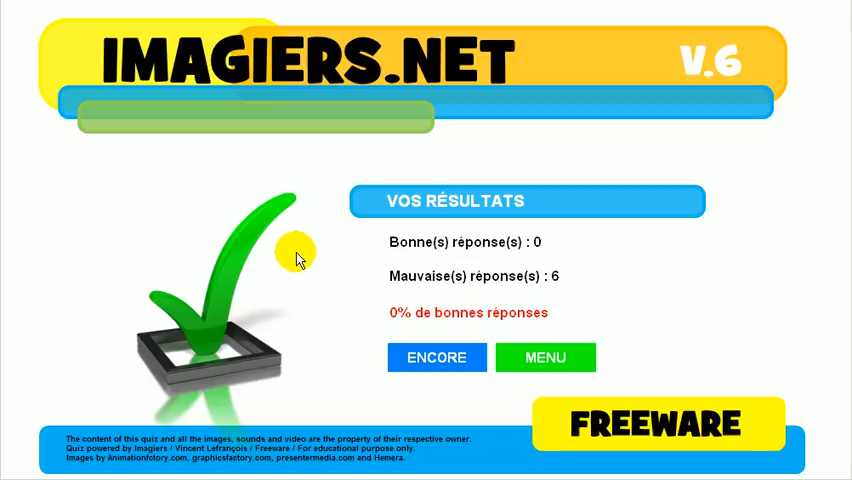 IMAGIERS.NET
V.6
VOS RÉSULTATS
Bonne(s) réponse(s) : 0
Mauvaise(s) réponse(s) : 6
0% de bonnes réponses
ENCORE
MENU
FREEWARE
The content of this quiz and all the images, sounds and video are the property of their respective owner.
Quiz powered by Imagiers / Vincent Lefrançois / Freeware / For educational purpose only.
Images by Animationfctory.com, graphicsfactory.com, presentermedia.com and Hemera.